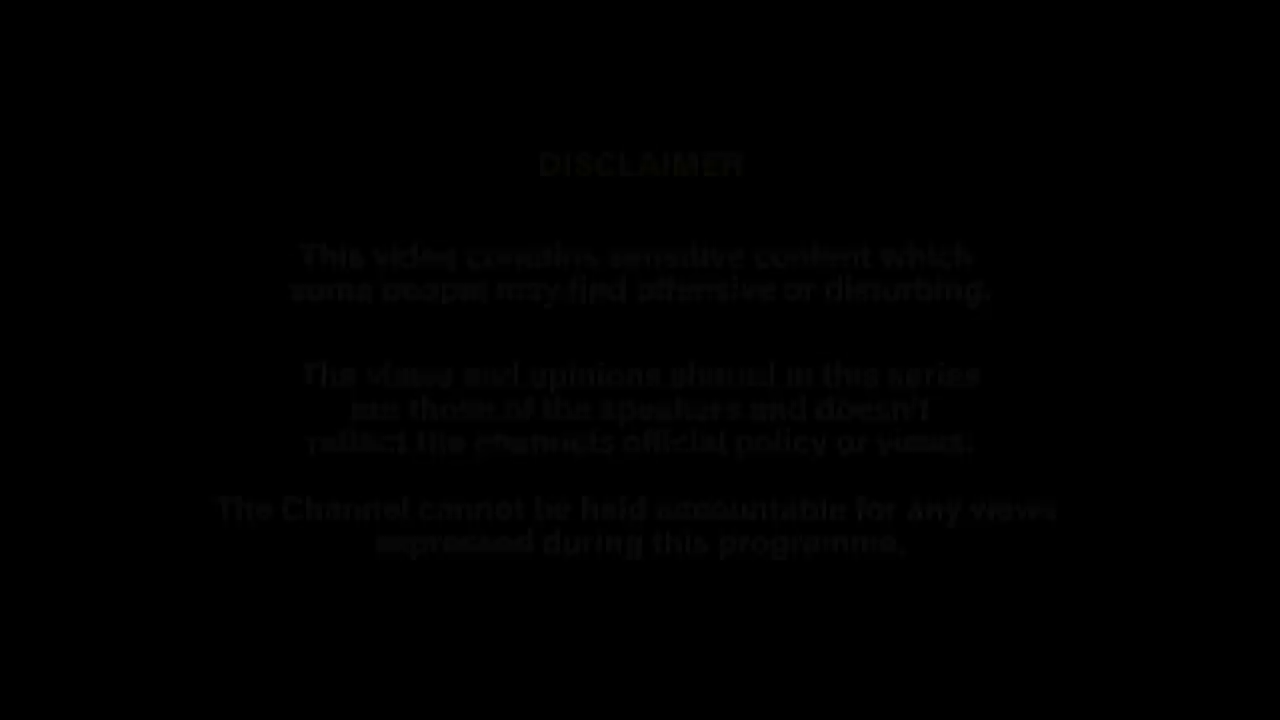 DISCLAIMER
This video contains sensitive content which
some people may find offensive or disturbing.
The views and opinions shared in this series
are those of the speakers and doesn't
reflect the channels official policy or views.
The Channel cannot be held accountable for any views
expressed during this programme.